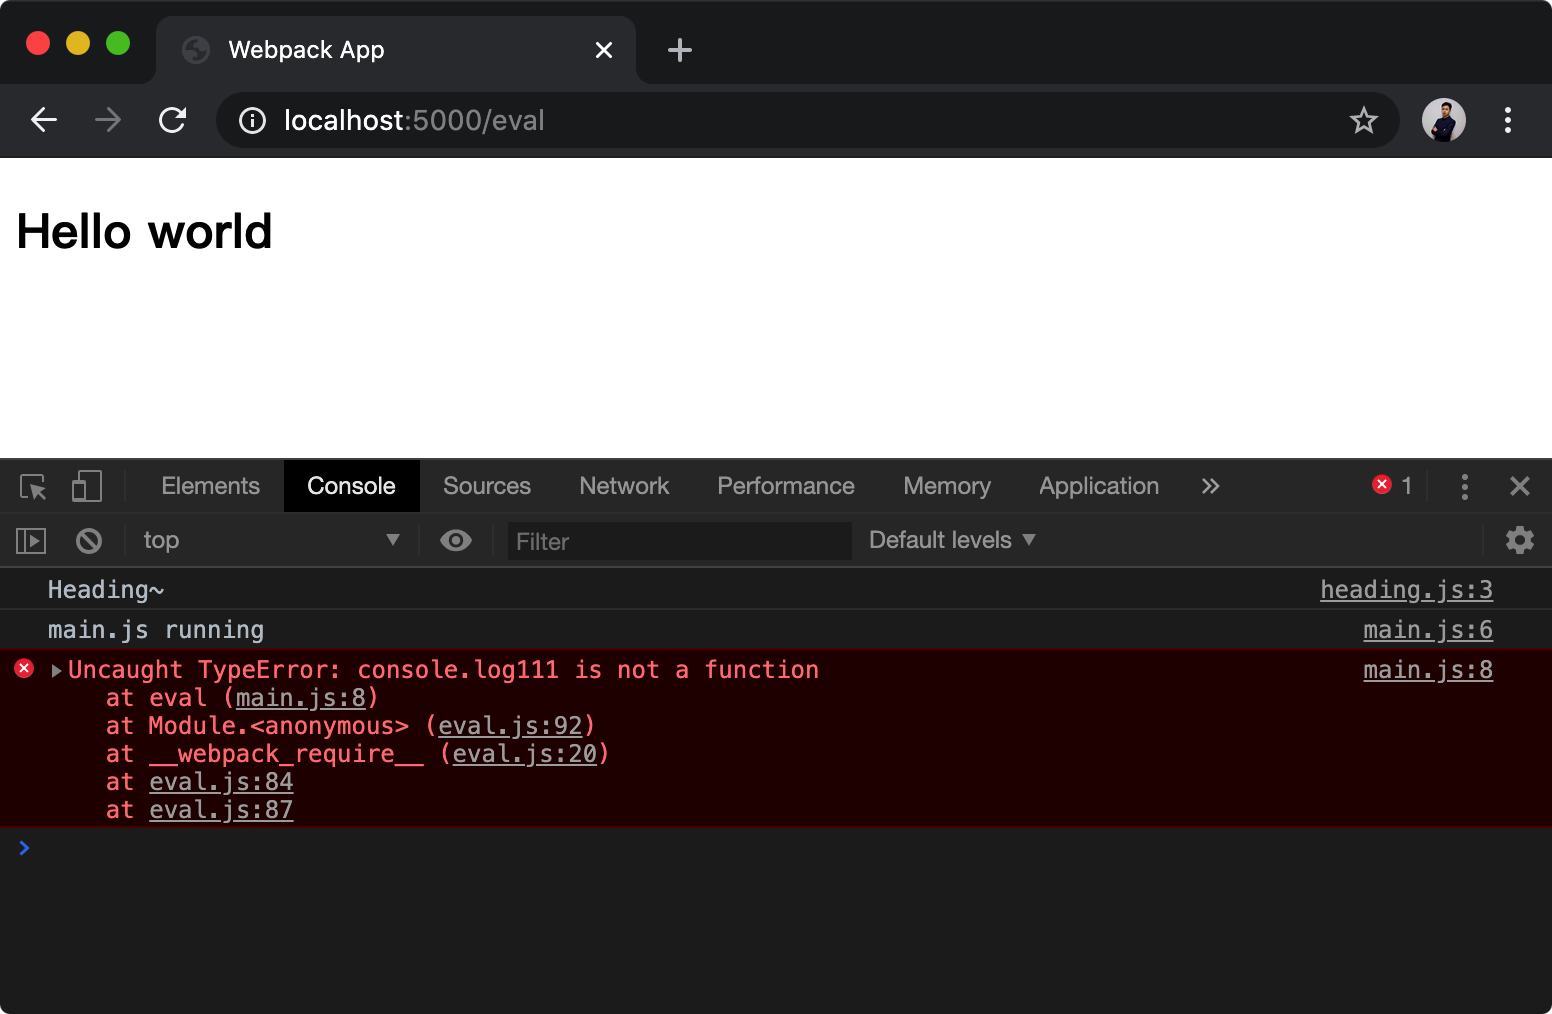 Webpack App
localhost:5000/eval
Hello world
Elements Console Sources Network Performance Memory Application » 1
top Filter Default levels
Heading~ heading.js:3
main.js running main.js:6
Uncaught TypeError: console.log111 is not a function main.js:8
at eval (main.js:8)
at Module.<anonymous> (eval.js:92)
at __webpack_require__ (eval.js:20)
at eval.js:84
at eval.js:87